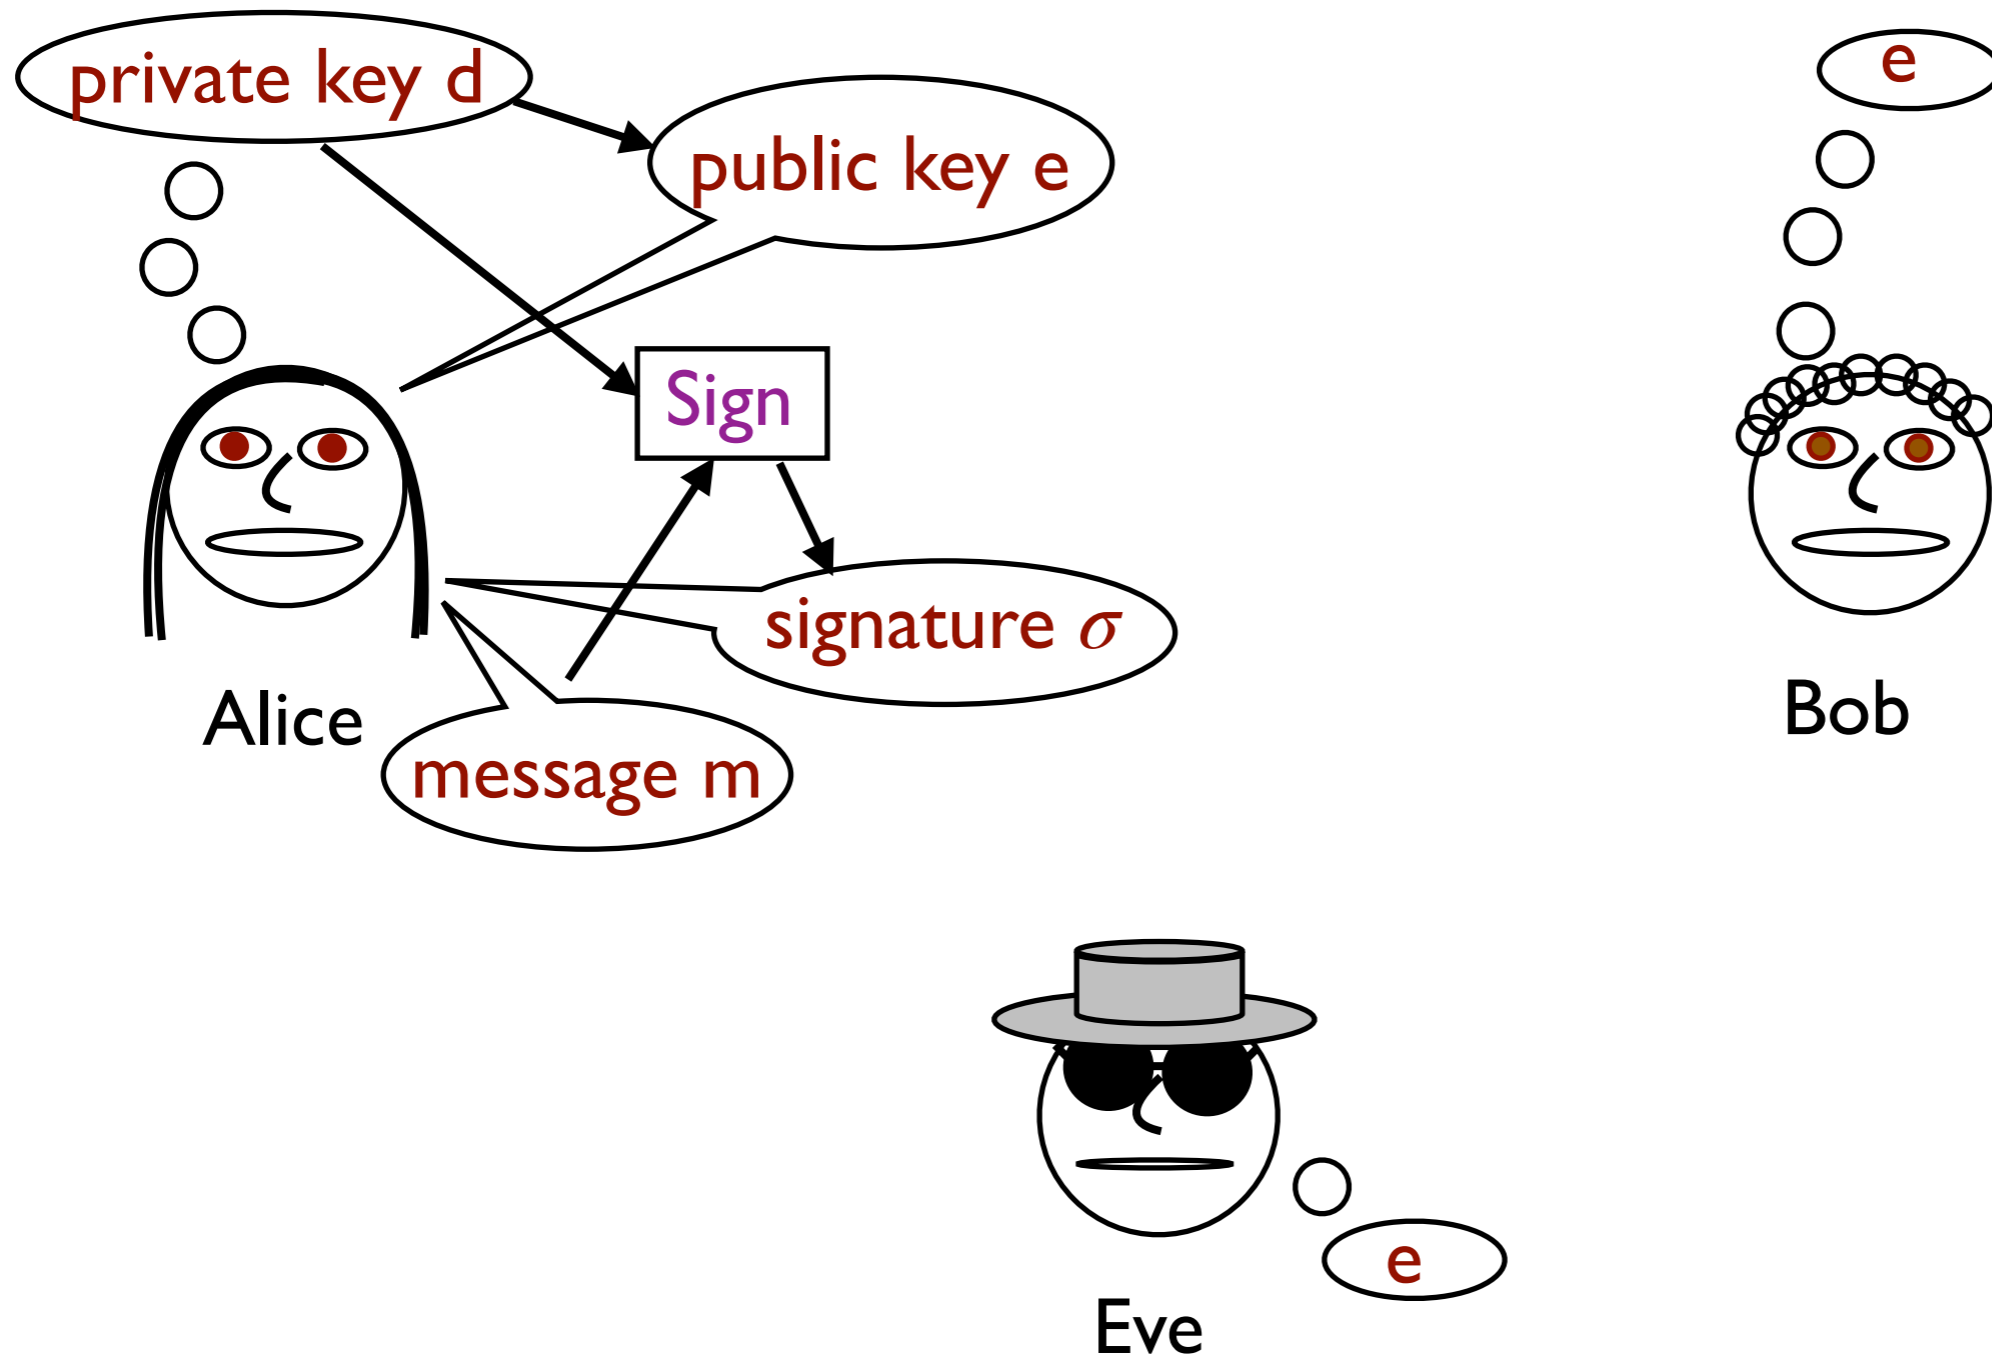 private key d
e
public key e
Sign
signature σ
Alice
Bob
message m
e
Eve